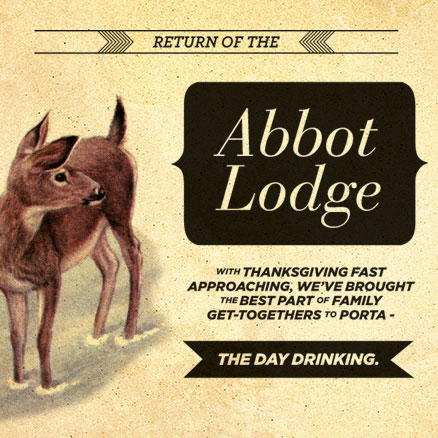 RETURN OF THE
Abbot
Lodge
WITH THANKSGIVING FAST
APPROACHING, WE'VE BROUGHT
THE BEST PART OF FAMILY
GET-TOGETHERS TO PORTA -
THE DAY DRINKING.